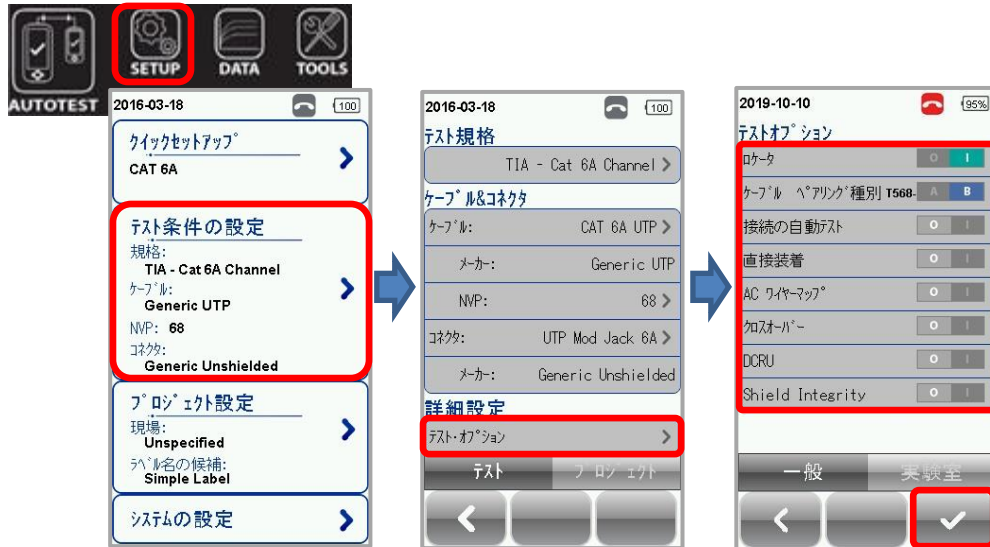 AUTOTEST
SETUP
DATA
TOOLS
2016-03-18
100
クイックセットアップ
CAT 6A
テスト条件の設定
規格:
TIA - Cat 6A Channel
ケーブル:
Generic UTP
NVP: 68
コネクタ:
Generic Unshielded
プロジェクト設定
現場:
Unspecified
ラベル名の候補:
Simple Label
システムの設定
2016-03-18
100
テスト規格
TIA - Cat 6A Channel
ケーブル&コネクタ
ケーブル: CAT 6A UTP
メーカー: Generic UTP
NVP: 68
コネクタ: UTP Mod Jack 6A
メーカー: Generic Unshielded
詳細設定
テスト・オプション
テスト プロジェクト
2019-10-10
95%
テストオプション
ロケータ O I
ケーブル ペアリング種別 T568- A B
接続の自動テスト O I
直接装着 O I
AC ワイヤーマップ O I
クロスオーバー O I
DCRU O I
Shield Integrity O I
一般 実験室